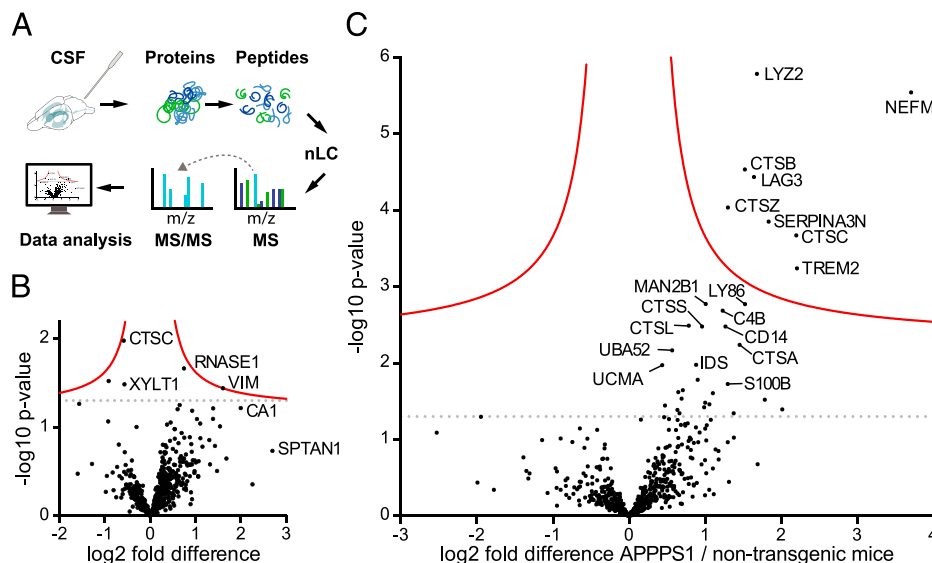 A
CSF
Proteins
Peptides
nLC
m/z
m/z
Data analysis
MS/MS
MS
B
-log10 p-value
2
1
0
CTSC
RNASE1
XYLT1
VIM
CA1
SPTAN1
-2
-1
0
1
2
3
log2 fold difference
C
-log10 p-value
6
5
4
3
2
1
0
LYZ2
NEFM
CTSB
LAG3
CTSZ
SERPINA3N
CTSC
TREM2
MAN2B1
LY86
CTSS
C4B
CTSL
CD14
UBA52
CTSA
UCMA
IDS
S100B
-3
-2
-1
0
1
2
3
4
log2 fold difference APPPS1 / non-transgenic mice